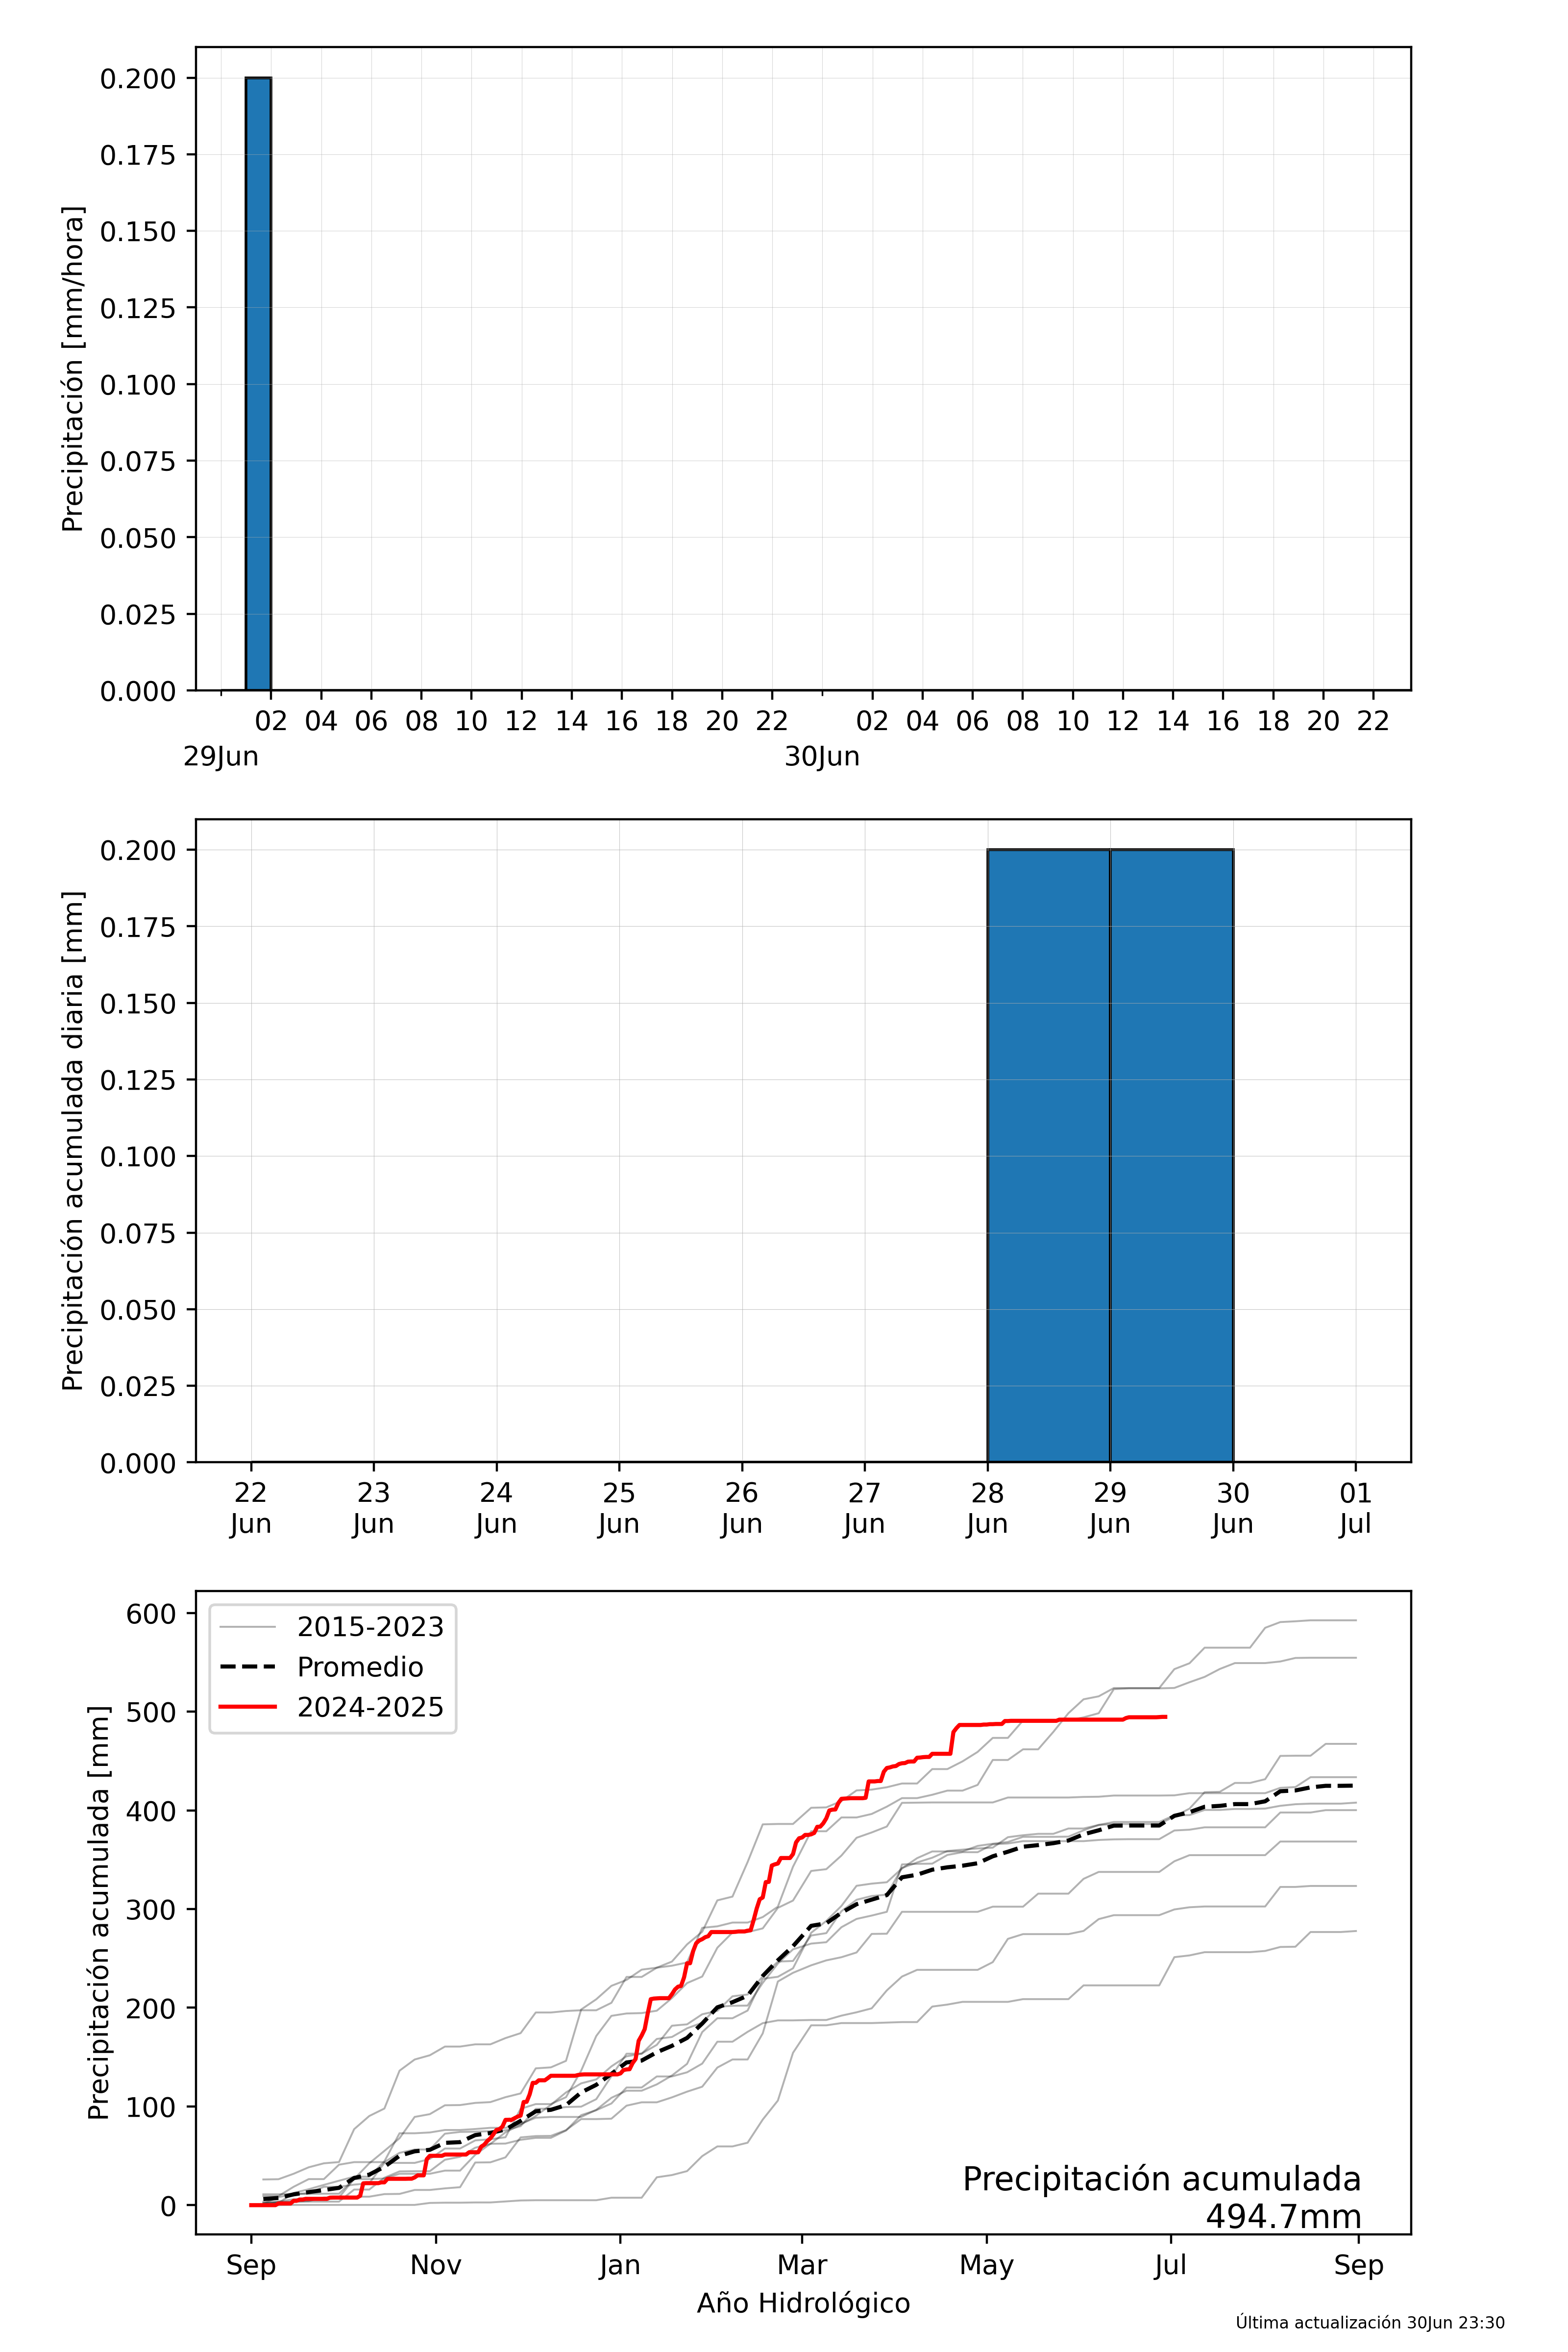 Precipitación [mm/hora]
0.200
0.175
0.150
0.125
0.100
0.075
0.050
0.025
0.000
02 04 06 08 10 12 14 16 18 20 22 02 04 06 08 10 12 14 16 18 20 22
29Jun 30Jun
Precipitación acumulada diaria [mm]
0.200
0.175
0.150
0.125
0.100
0.075
0.050
0.025
0.000
22 23 24 25 26 27 28 29 30 01
Jun Jun Jun Jun Jun Jun Jun Jun Jun Jul
Precipitación acumulada [mm]
600
500
400
300
200
100
0
2015-2023
Promedio
2024-2025
Precipitación acumulada
494.7mm
Sep Nov Jan Mar May Jul Sep
Año Hidrológico
Última actualización 30Jun 23:30